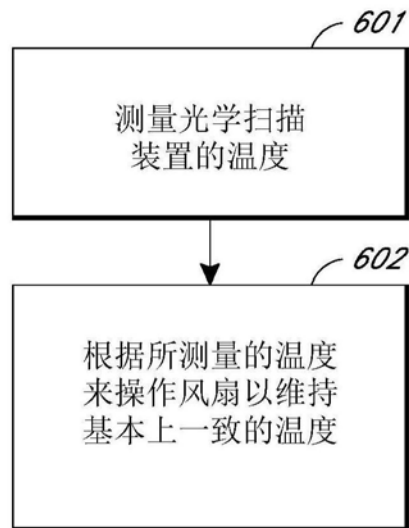 601
测量光学扫描
装置的温度
602
根据所测量的温度
来操作风扇以维持
基本上一致的温度